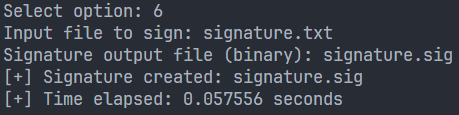 Select option: 6
Input file to sign: signature.txt
Signature output file (binary): signature.sig
[+] Signature created: signature.sig
[+] Time elapsed: 0.057556 seconds